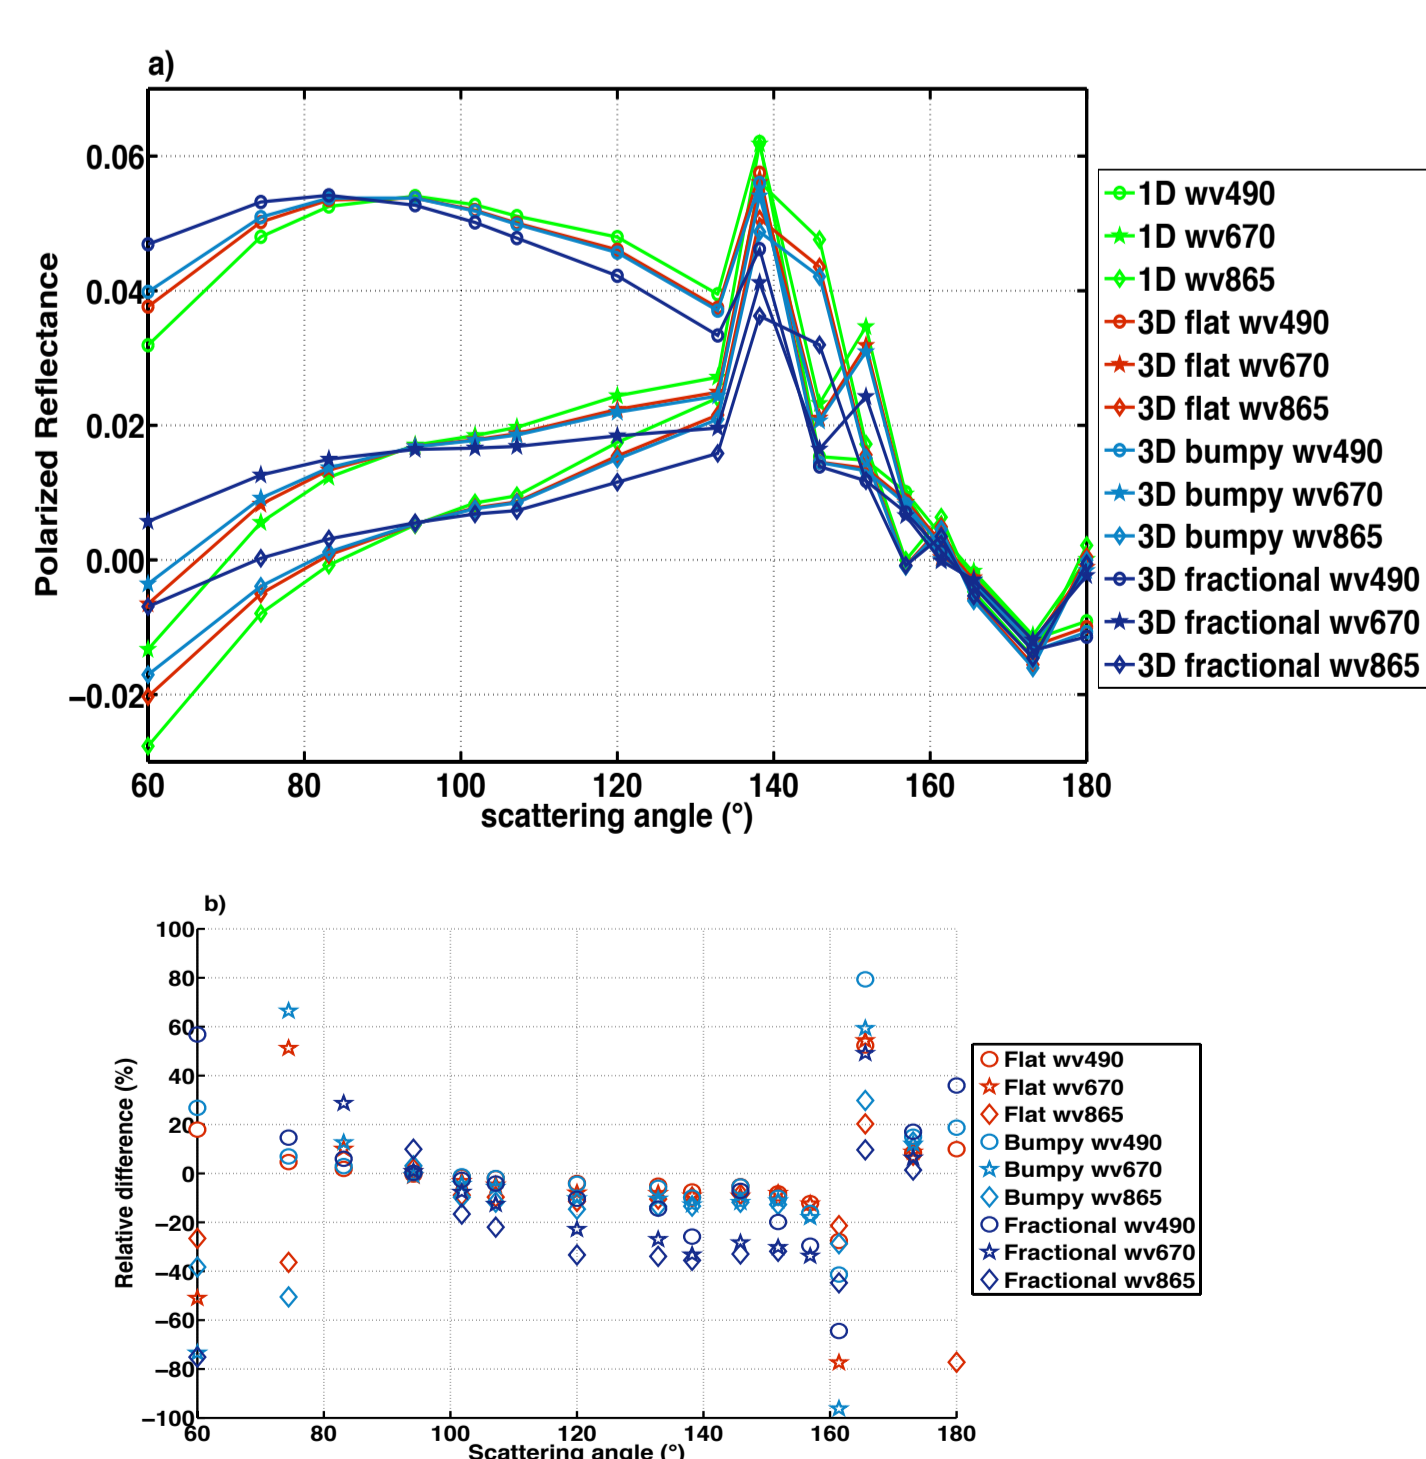 a)
0.06
0.04
0.02
0.00
−0.02
Polarized Reflectance
60 80 100 120 140 160 180
scattering angle (°)
1D wv490
1D wv670
1D wv865
3D flat wv490
3D flat wv670
3D flat wv865
3D bumpy wv490
3D bumpy wv670
3D bumpy wv865
3D fractional wv490
3D fractional wv670
3D fractional wv865
b)
100
80
60
40
20
0
−20
−40
−60
−80
−100
Relative difference (%)
60 80 100 120 140 160 180
Scattering angle (°)
Flat wv490
Flat wv670
Flat wv865
Bumpy wv490
Bumpy wv670
Bumpy wv865
Fractional wv490
Fractional wv670
Fractional wv865